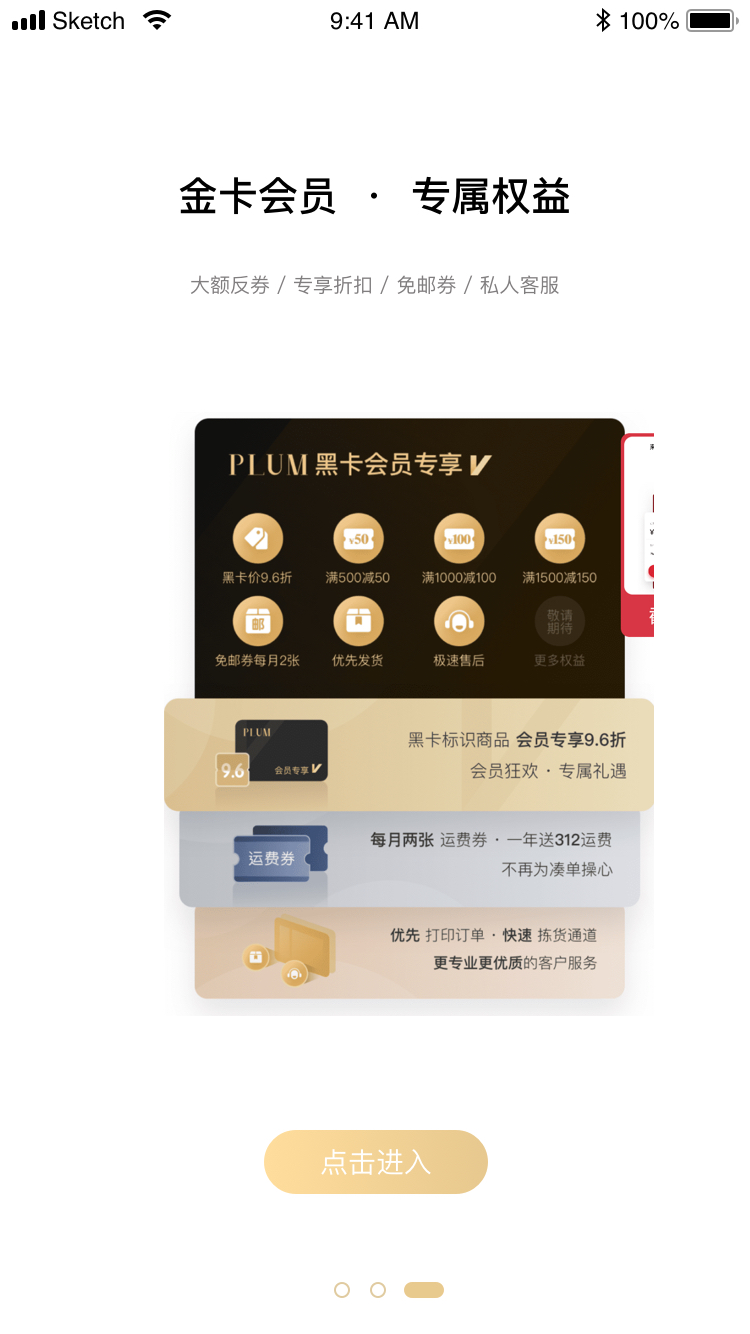 Sketch 9:41 AM 100%
金卡会员 · 专属权益
大额反券 / 专享折扣 / 免邮券 / 私人客服
PLUM 黑卡会员专享 V
¥50 ¥100 ¥150
黑卡价9.6折 满500减50 满1000减100 满1500减150
邮 敬请
期待
免邮券每月2张 优先发货 极速售后 更多权益
PLUM
9.6 会员专享 V
黑卡标识商品 会员专享9.6折
会员狂欢 · 专属礼遇
运费券
每月两张 运费券 · 一年送312运费
不再为凑单操心
优先 打印订单 · 快速 拣货通道
更专业更优质的客户服务
点击进入